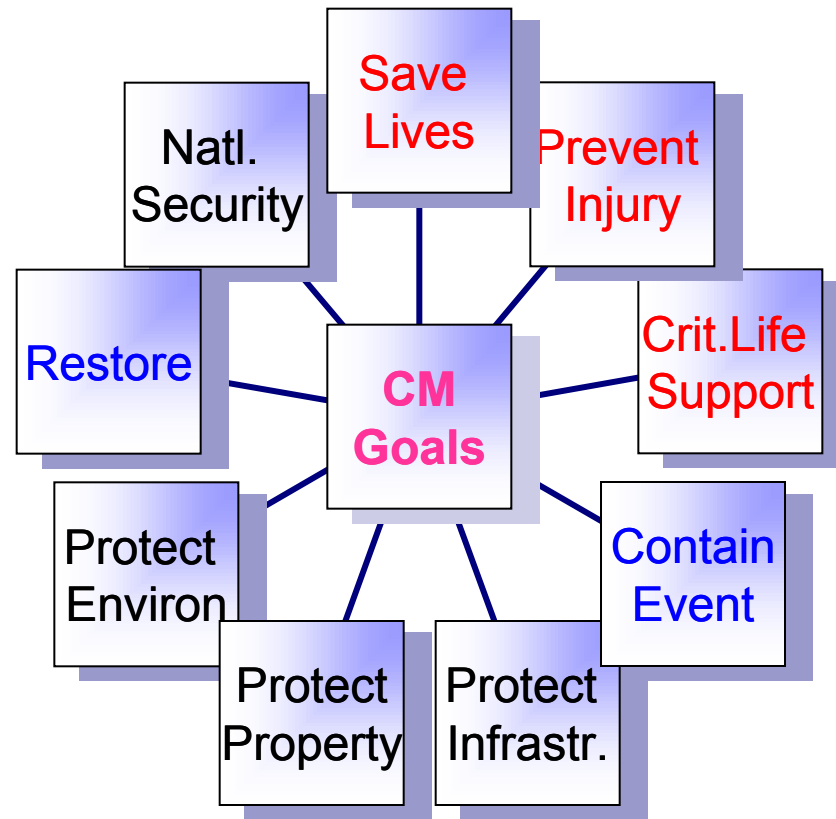 Save
Lives
Natl.
Security
Prevent
Injury
Restore
CM
Goals
Crit.Life
Support
Protect
Environ
Contain
Event
Protect
Property
Protect
Infrastr.